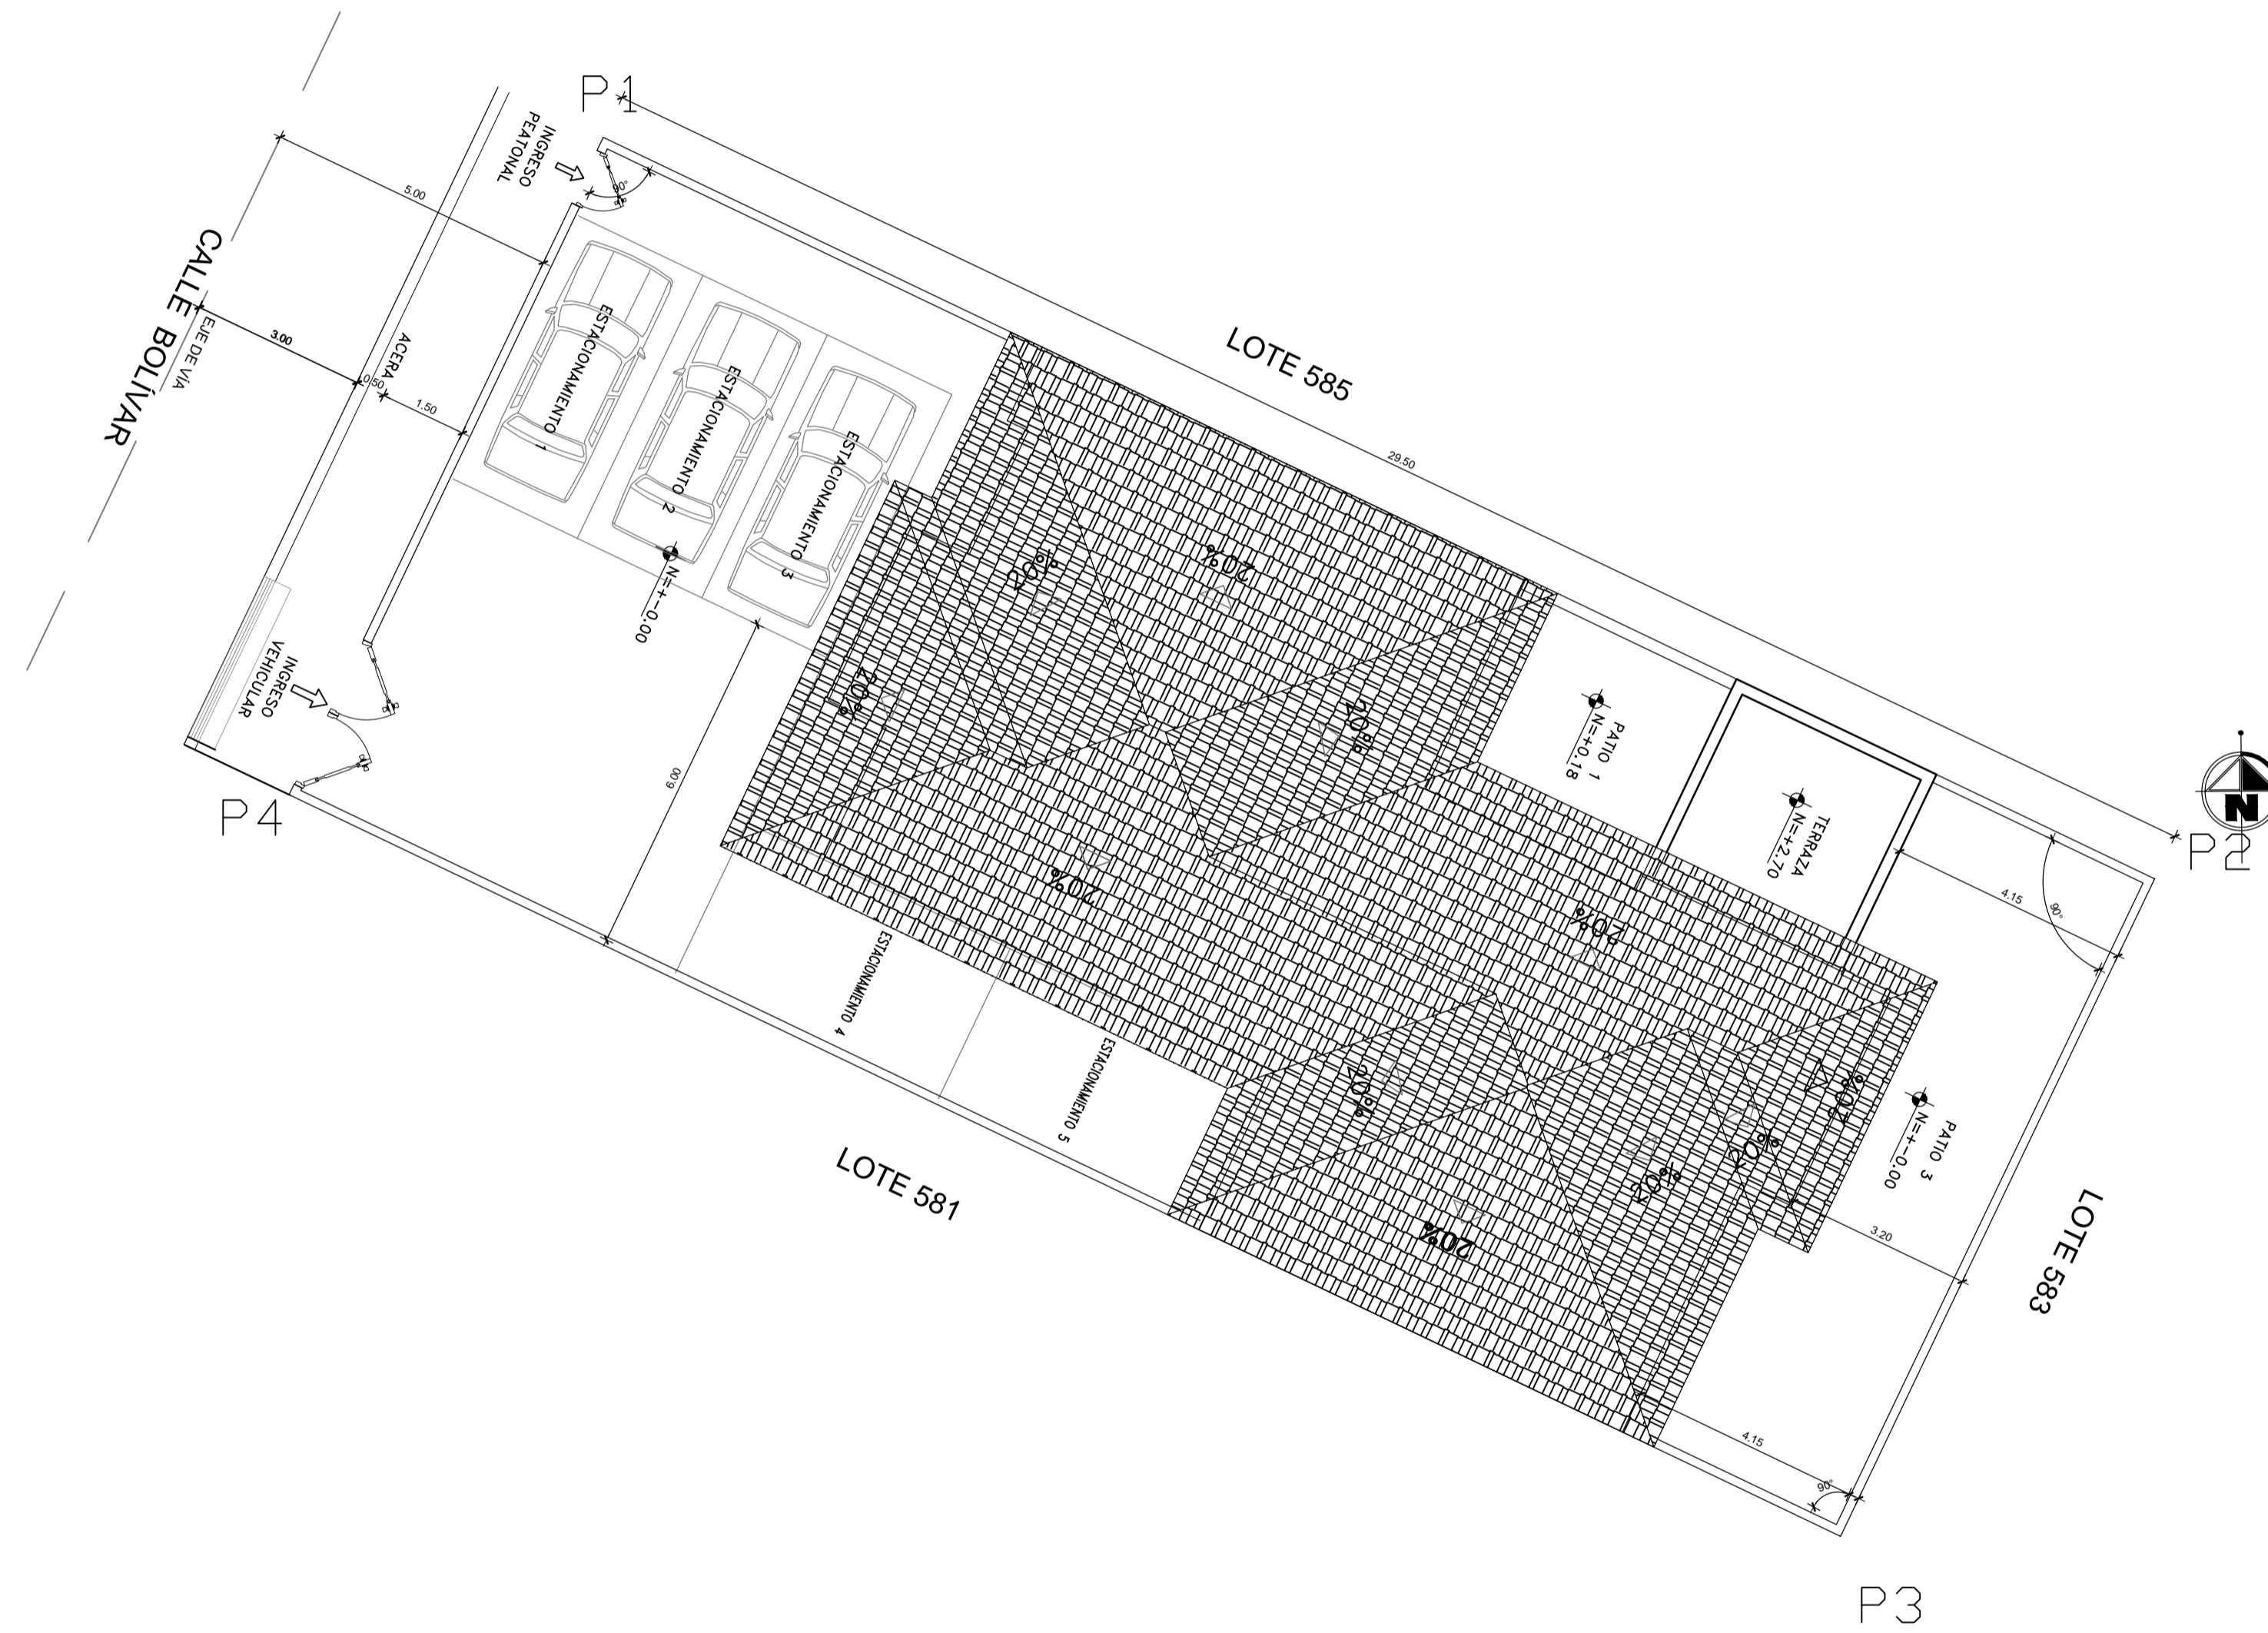 P1
INGRESO
PEATONAL
90°
5.00
CALLE BOLÍVAR
EJE DE VÍA
3.00
ACERA
0.50
1.50
ESTACIONAMIENTO 1
ESTACIONAMIENTO 2
ESTACIONAMIENTO 3
N=+-0.00
LOTE 585
29.50
20%
20%
20%
20%
20%
20%
20%
20%
20%
20%
20%
PATIO 1
N=+0.18
TERRAZA
N=+2.70
P2
N
4.15
90°
INGRESO
VEHICULAR
P4
6.00
ESTACIONAMIENTO 4
ESTACIONAMIENTO 5
LOTE 581
PATIO 3
N=+-0.00
3.20
LOTE 583
4.15
90°
P3